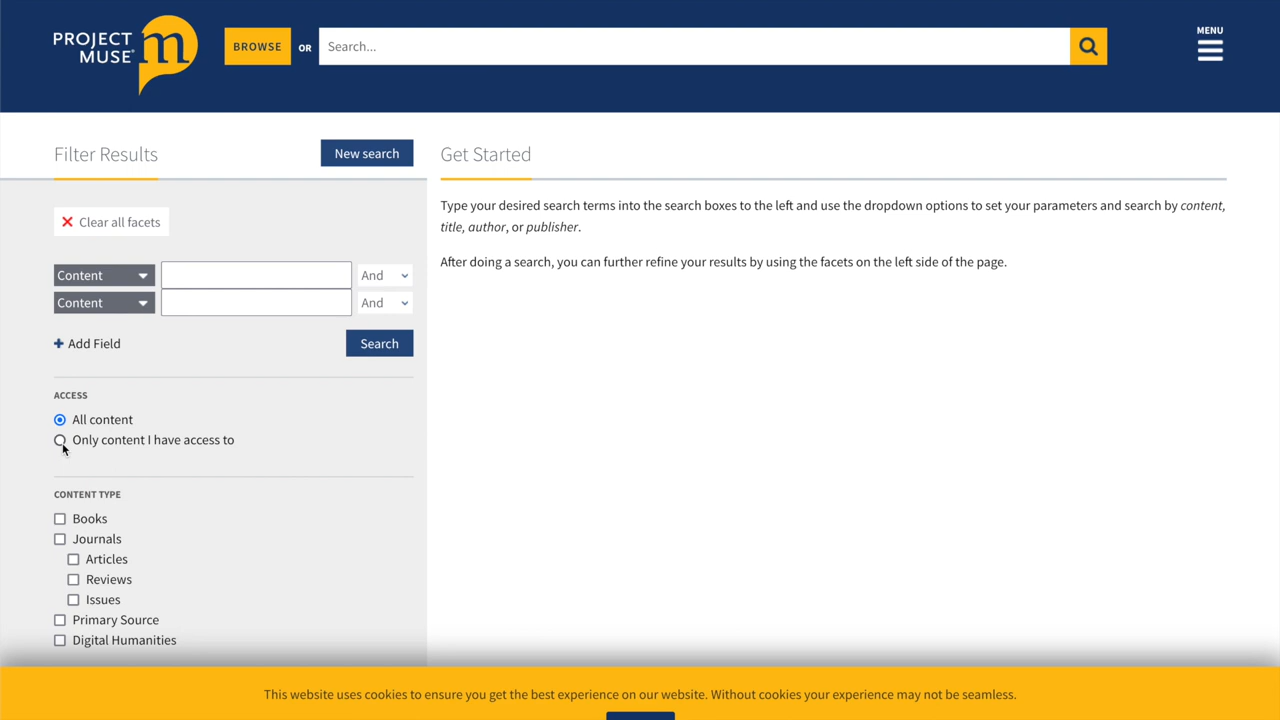 PROJECT
MUSE®
m
BROWSE OR Search...
MENU
Filter Results
New search
Get Started
Clear all facets
Type your desired search terms into the search boxes to the left and use the dropdown options to set your parameters and search by content,
title, author, or publisher.
After doing a search, you can further refine your results by using the facets on the left side of the page.
Content And
Content And
Add Field
Search
ACCESS
All content
Only content I have access to
CONTENT TYPE
Books
Journals
Articles
Reviews
Issues
Primary Source
Digital Humanities
This website uses cookies to ensure you get the best experience on our website. Without cookies your experience may not be seamless.